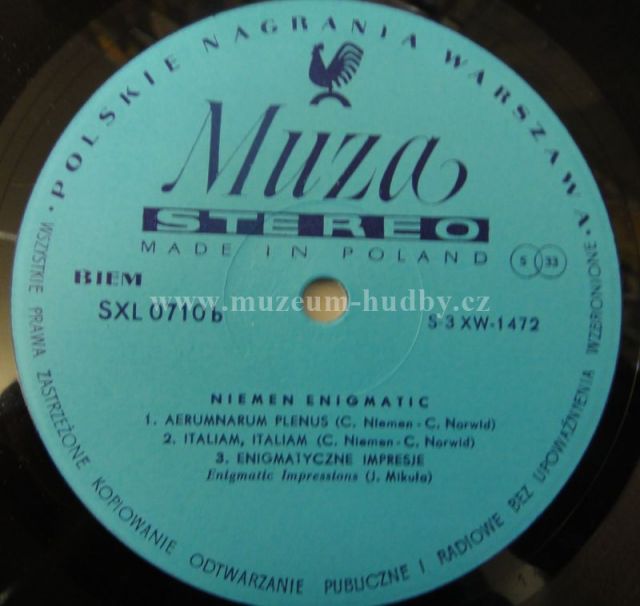 · POLSKIE NAGRANIA WARSZAWA ·
Muza
STEREO
MADE IN POLAND
S 33
BIEM
SXL 0710 b
S-3 XW-1472
www.muzeum-hudby.cz
NIEMEN ENIGMATIC
1. AERUMNARUM PLENUS (C. Niemen - C. Norwid)
2. ITALIAM, ITALIAM (C. Niemen - C. Norwid)
3. ENIGMATYCZNE IMPRESJE
Enigmatic Impressions (J. Mikuła)
WSZYSTKIE PRAWA ZASTRZEŻONE KOPIOWANIE ODTWARZANIE PUBLICZNE I RADIOWE BEZ UPOWAŻNIENIA WZBRONIONE